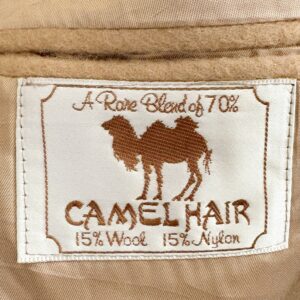 A Rare Blend of 70%
CAMEL HAIR
15% Wool 15% Nylon